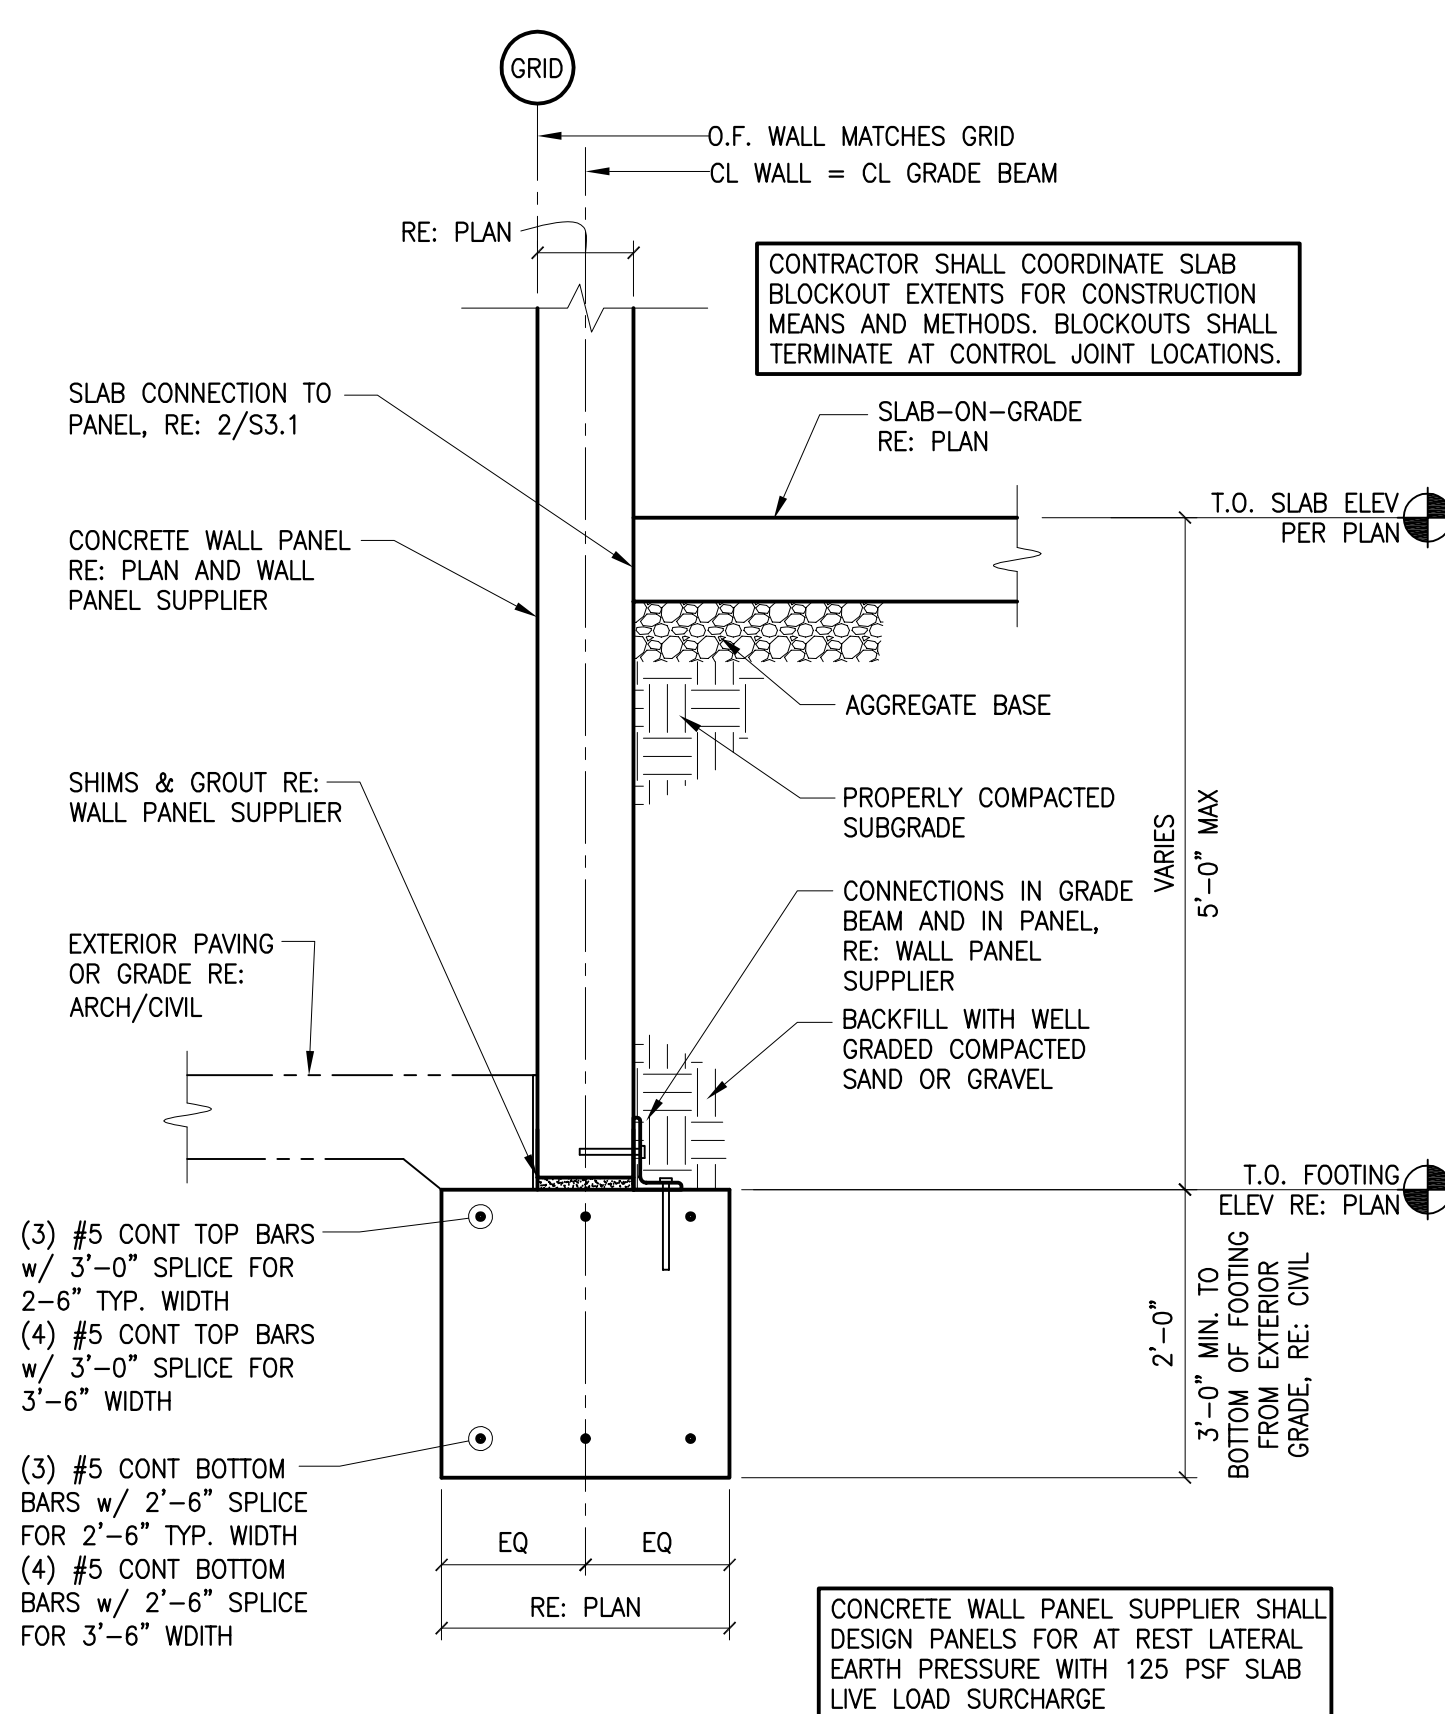 GRID
O.F. WALL MATCHES GRID
CL WALL = CL GRADE BEAM
RE: PLAN
CONTRACTOR SHALL COORDINATE SLAB
BLOCKOUT EXTENTS FOR CONSTRUCTION
MEANS AND METHODS. BLOCKOUTS SHALL
TERMINATE AT CONTROL JOINT LOCATIONS.
SLAB CONNECTION TO
PANEL, RE: 2/S3.1
SLAB-ON-GRADE
RE: PLAN
T.O. SLAB ELEV
PER PLAN
CONCRETE WALL PANEL
RE: PLAN AND WALL
PANEL SUPPLIER
AGGREGATE BASE
SHIMS & GROUT RE:
WALL PANEL SUPPLIER
PROPERLY COMPACTED
SUBGRADE
VARIES
5'-0" MAX
CONNECTIONS IN GRADE
BEAM AND IN PANEL,
RE: WALL PANEL
SUPPLIER
EXTERIOR PAVING
OR GRADE RE:
ARCH/CIVIL
BACKFILL WITH WELL
GRADED COMPACTED
SAND OR GRAVEL
T.O. FOOTING
ELEV RE: PLAN
(3) #5 CONT TOP BARS
w/ 3'-0" SPLICE FOR
2-6" TYP. WIDTH
(4) #5 CONT TOP BARS
w/ 3'-0" SPLICE FOR
3'-6" WIDTH
2'-0"
3'-0" MIN. TO
BOTTOM OF FOOTING
FROM EXTERIOR
GRADE, RE: CIVIL
(3) #5 CONT BOTTOM
BARS w/ 2'-6" SPLICE
FOR 2'-6" TYP. WIDTH
(4) #5 CONT BOTTOM
BARS w/ 2'-6" SPLICE
FOR 3'-6" WDITH
EQ
EQ
RE: PLAN
CONCRETE WALL PANEL SUPPLIER SHALL
DESIGN PANELS FOR AT REST LATERAL
EARTH PRESSURE WITH 125 PSF SLAB
LIVE LOAD SURCHARGE